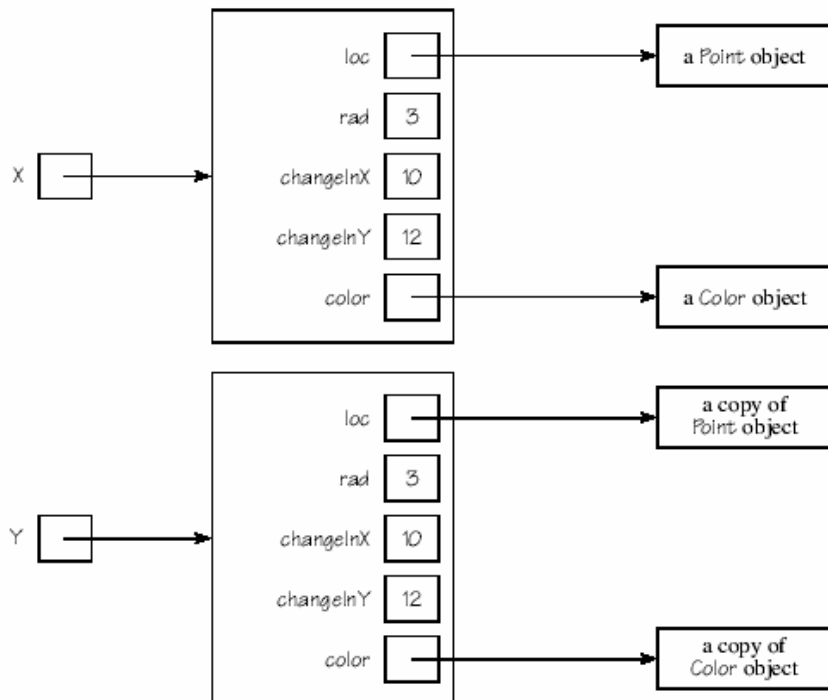 loc
a Point object
rad 3
X
changeInX 10
changeInY 12
color
a Color object
loc
a copy of
Point object
rad 3
Y
changeInX 10
changeInY 12
color
a copy of
Color object